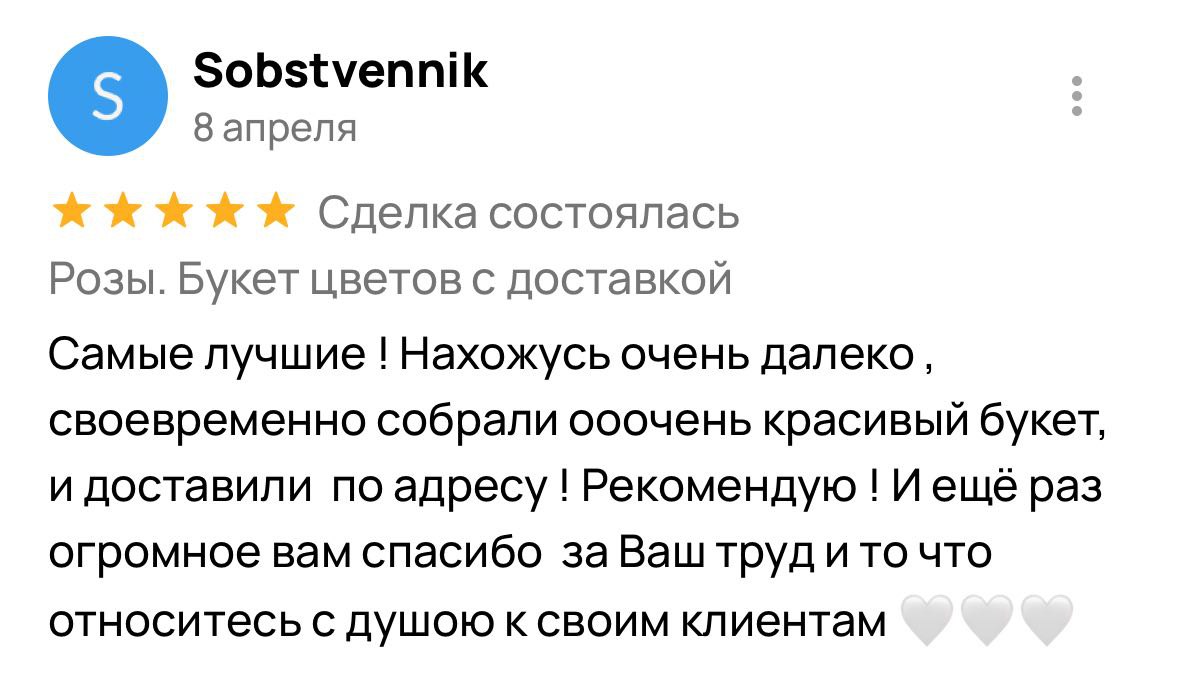 S
Sobstvennik
8 апреля
Сделка состоялась
Розы. Букет цветов с доставкой
Самые лучшие ! Нахожусь очень далеко ,
своевременно собрали ооочень красивый букет,
и доставили  по адресу ! Рекомендую ! И ещё раз
огромное вам спасибо  за Ваш труд и то что
относитесь с душою к своим клиентам 🤍🤍🤍